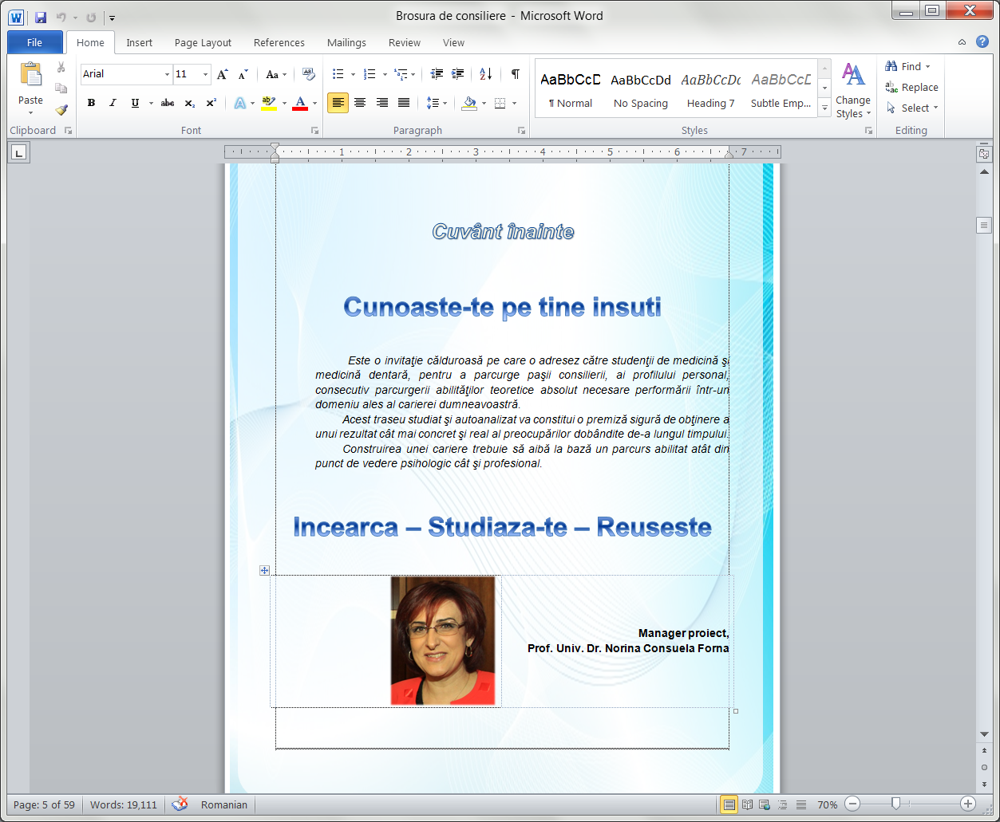 Brosura de consiliere - Microsoft Word
File Home Insert Page Layout References Mailings Review View
Paste
Arial 11
Aa
B I U abc x₂ x² A ab A
AaBbCcD AaBbCcDd AaBbCcDc AaBbCcDc
¶ Normal No Spacing Heading 7 Subtle Emp...
Change
Styles
Find
Replace
Select
Clipboard Font Paragraph Styles Editing
1 2 3 4 5 6 7
Cuvânt înainte
Cunoaste-te pe tine insuti
Este o invitaţie călduroasă pe care o adresez către studenţii de medicină şi
medicină dentară, pentru a parcurge paşii consilierii, ai profilului personal,
consecutiv parcurgerii abilităţilor teoretice absolut necesare performării într-un
domeniu ales al carierei dumneavoastră.
Acest traseu studiat şi autoanalizat va constitui o premiză sigură de obţinere a
unui rezultat cât mai concret şi real al preocupărilor dobândite de-a lungul timpului.
Construirea unei cariere trebuie să aibă la bază un parcurs abilitat atât din
punct de vedere psihologic cât şi profesional.
Incearca – Studiaza-te – Reuseste
Manager proiect,
Prof. Univ. Dr. Norina Consuela Forna
Page: 5 of 59 Words: 19,111 Romanian 70%